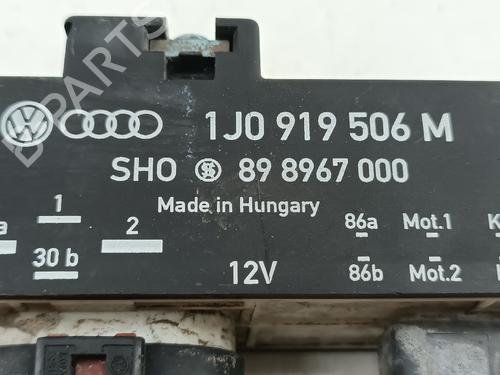 B-PARTS
1J0 919 506 M
SHO 89 8967 000
Made in Hungary
1
a 2 86a Mot.1 K
30 b 12V 86b Mot.2